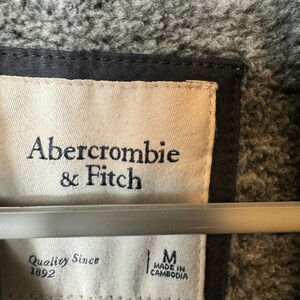 Abercrombie
& Fitch
Quality Since
1892
M
MADE IN
CAMBODIA